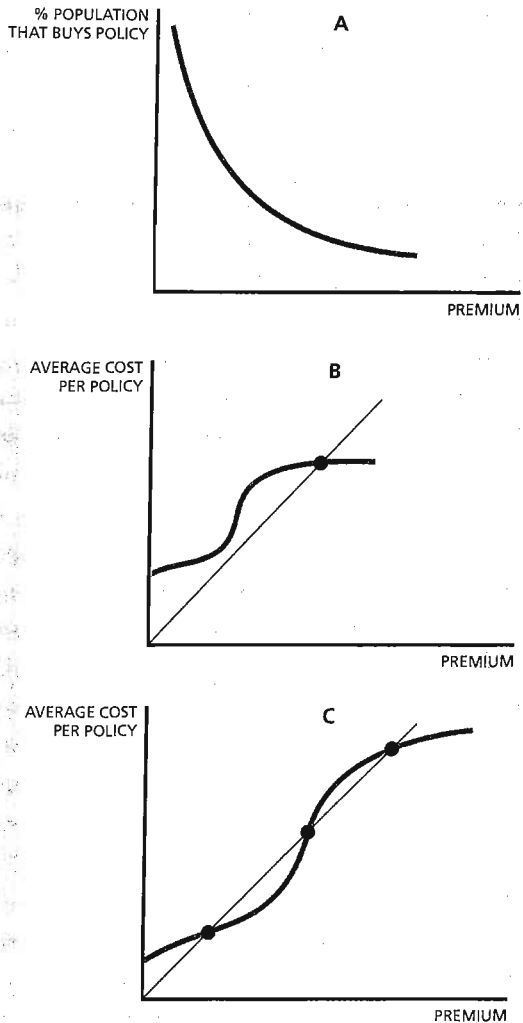 % POPULATION
THAT BUYS POLICY
A
PREMIUM
AVERAGE COST
PER POLICY
B
PREMIUM
AVERAGE COST
PER POLICY
C
PREMIUM